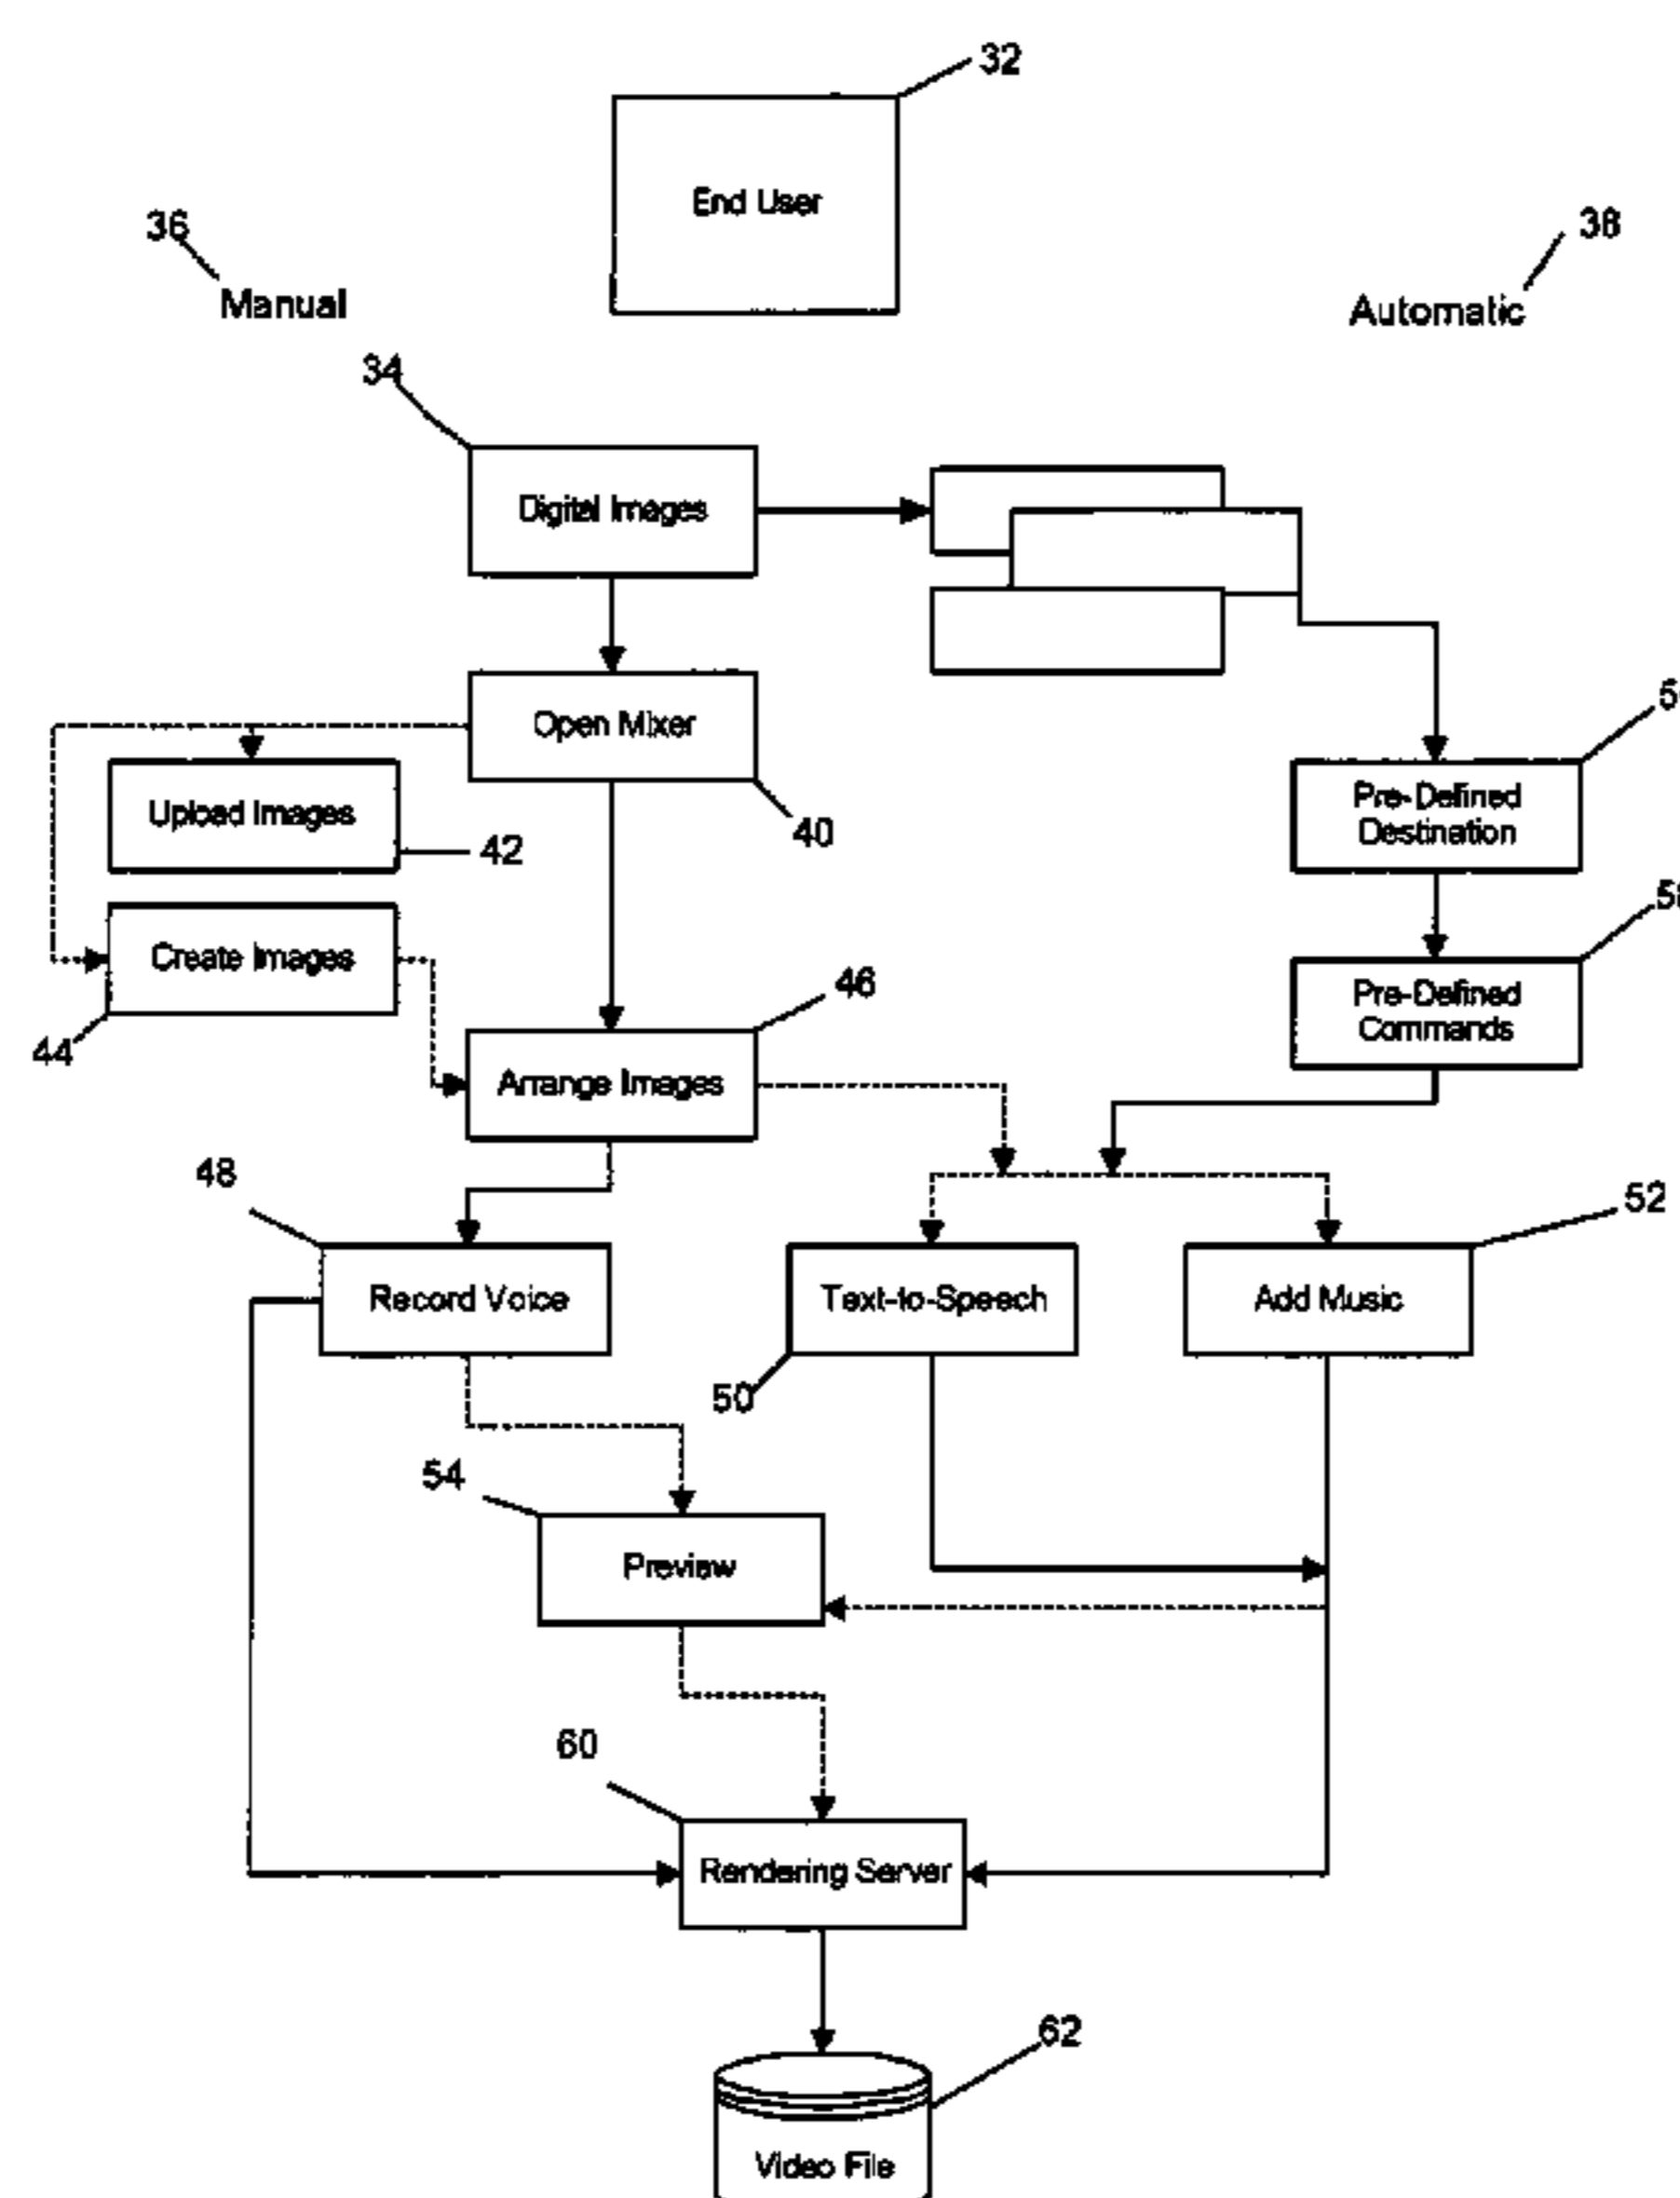 32
End User
36
Manual
38
Automatic
34
Digital Images
Open Mixer
40
Upload Images
42
Pre-Defined
Destination
Create Images
44
Pre-Defined
Commands
46
Arrange Images
48
Record Voice
Text-to-Speech
50
52
Add Music
54
Preview
60
Rendering Server
62
Video File